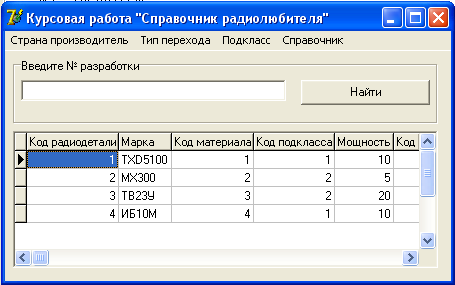 Курсовая работа "Справочник радиолюбителя"
Страна производитель Тип перехода Подкласс Справочник
Введите № разработки
Найти
Код радиодетали Марка Код материала Код подкласса Мощность Код
1 TXD5100 1 1 10
2 MX300 2 2 5
3 ТВ23У 3 2 20
4 ИБ10М 4 1 10